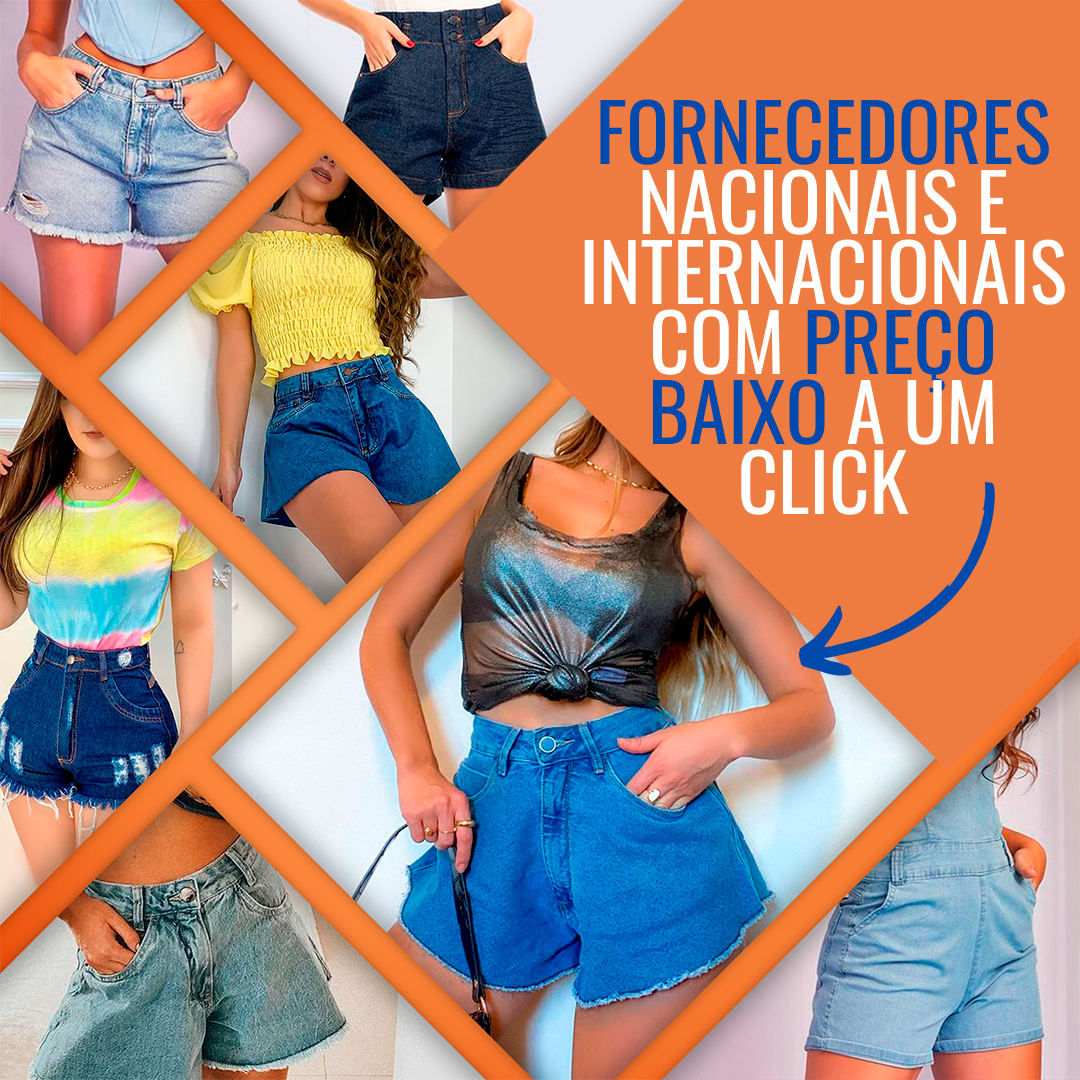 FORNECEDORES
NACIONAIS E
INTERNACIONAIS
COM PREÇO
BAIXO A UM
CLICK